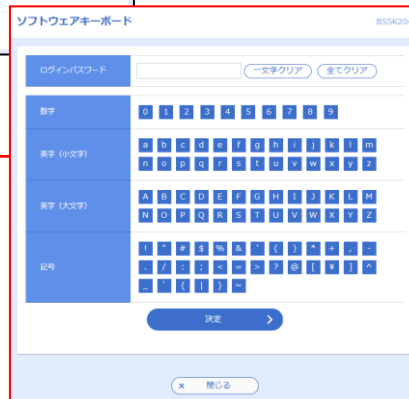 ソフトウェアキーボード BSSK20
ログインパスワード 一文字クリア 全てクリア
数字 0 1 2 3 4 5 6 7 8 9
英字（小文字） a b c d e f g h i j k l m
n o p q r s t u v w x y z
英字（大文字） A B C D E F G H I J K L M
N O P Q R S T U V W X Y Z
記号 ! " # $ % & ' ( ) * + , -
. / : ; < = > ? @ [ ¥ ] ^
_ ` { | } ~
決定
× 閉じる